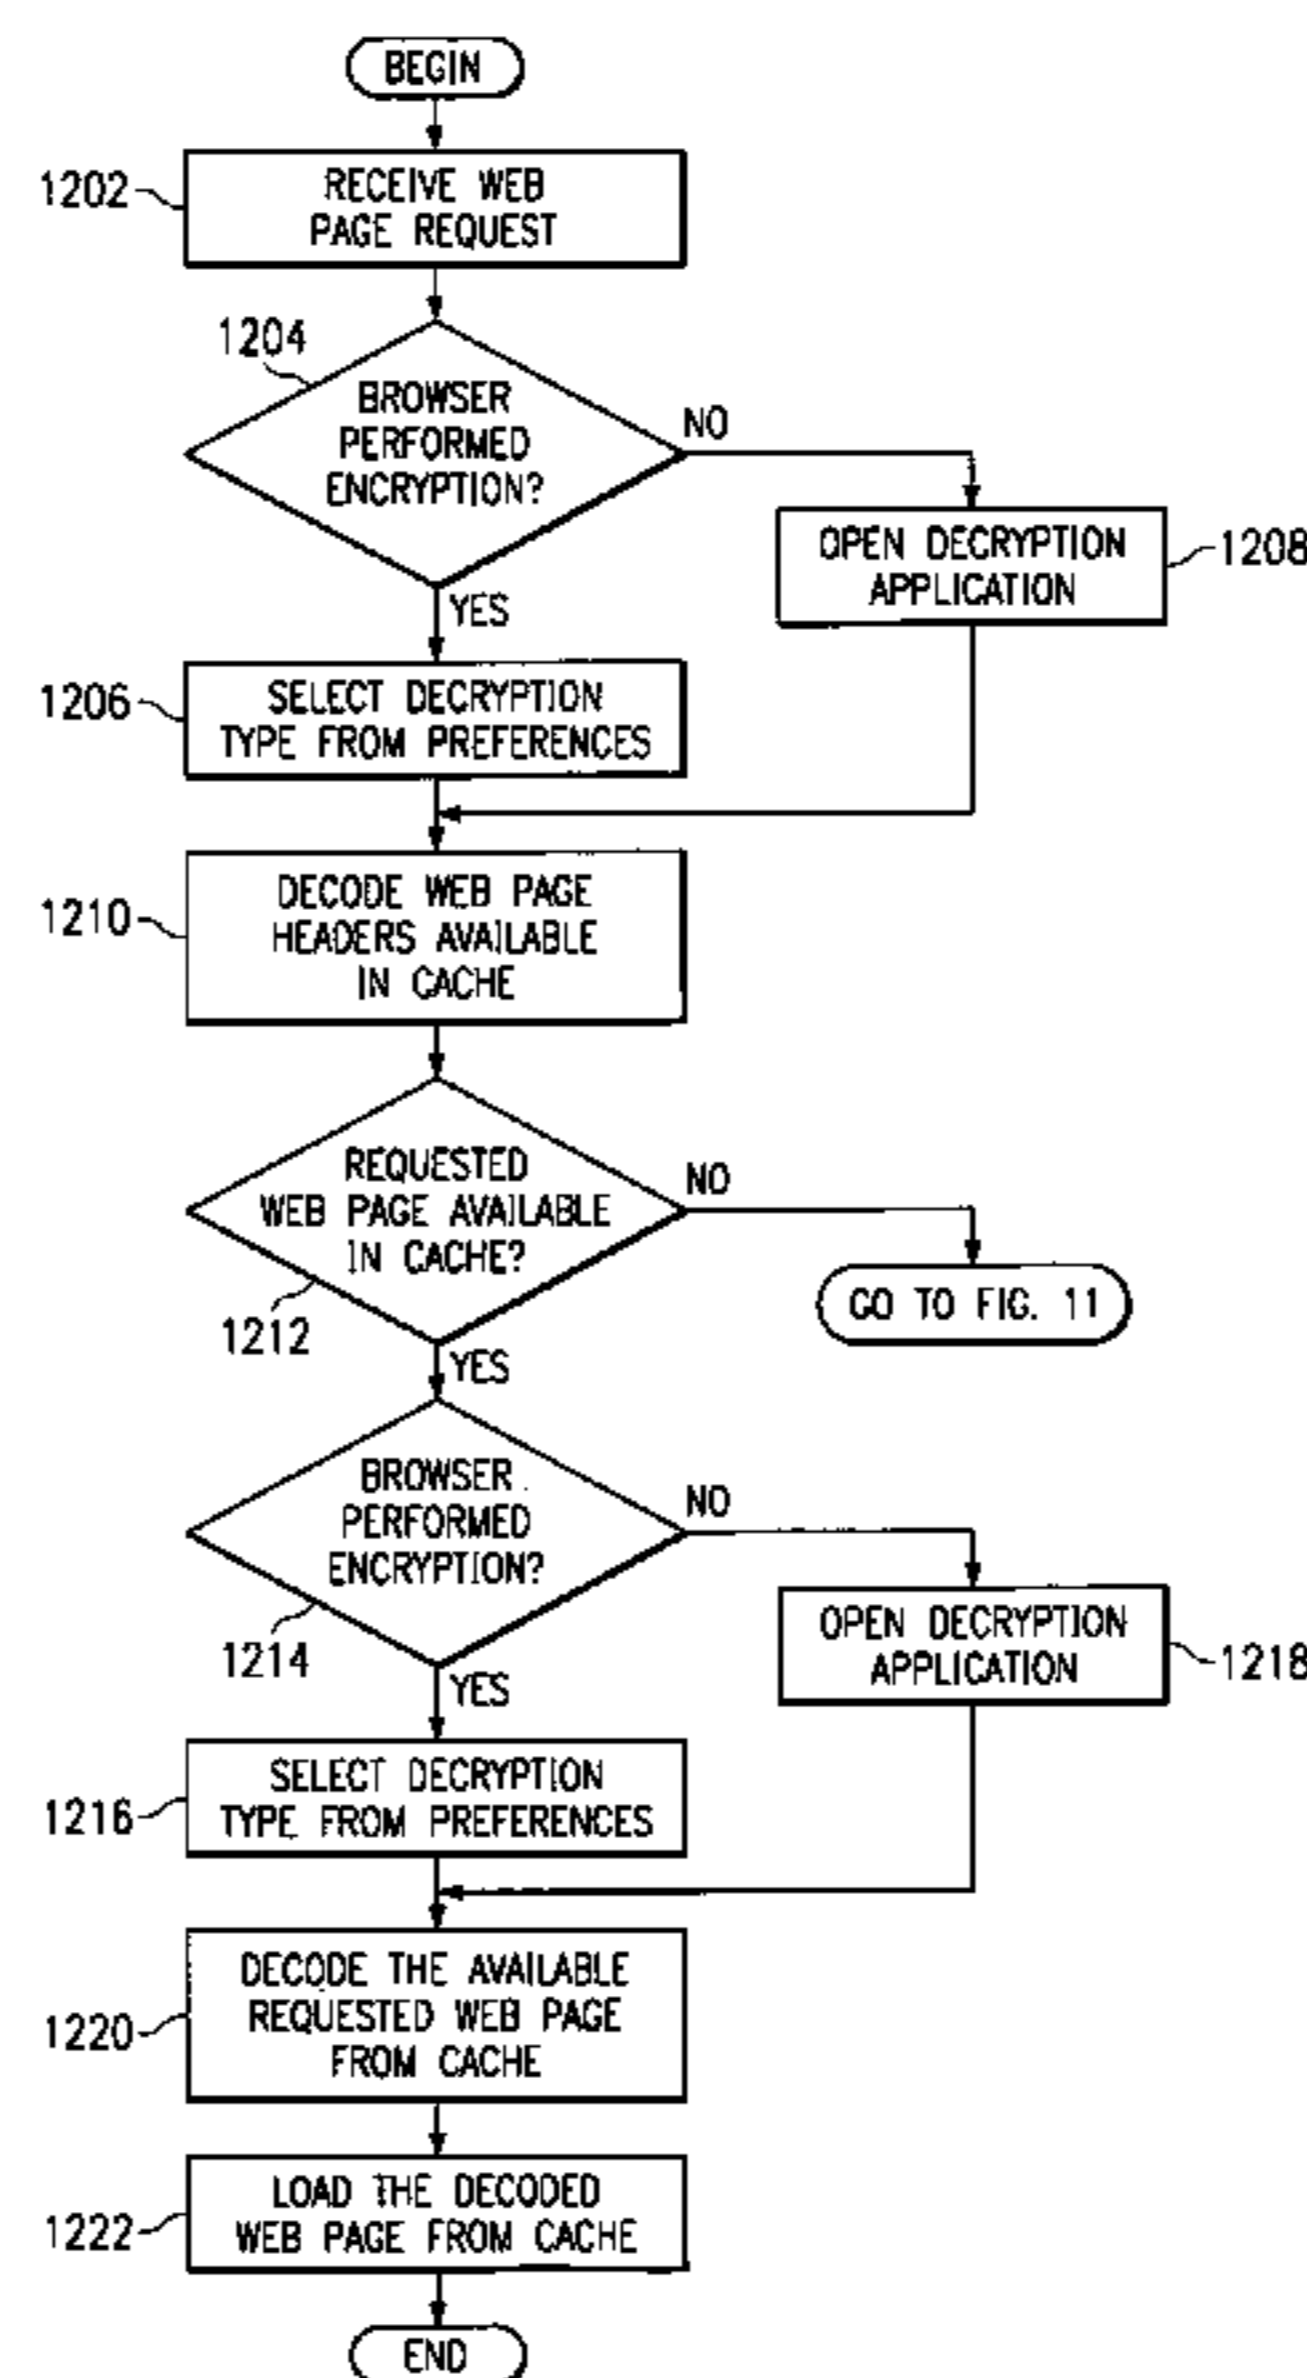 BEGIN
1202
RECEIVE WEB
PAGE REQUEST
1204
BROWSER
PERFORMED
ENCRYPTION?
NO
YES
OPEN DECRYPTION
APPLICATION
1208
1206
SELECT DECRYPTION
TYPE FROM PREFERENCES
1210
DECODE WEB PAGE
HEADERS AVAILABLE
IN CACHE
REQUESTED
WEB PAGE AVAILABLE
IN CACHE?
NO
1212
YES
GO TO FIG. 11
BROWSER
PERFORMED
ENCRYPTION?
NO
1214
YES
OPEN DECRYPTION
APPLICATION
1218
1216
SELECT DECRYPTION
TYPE FROM PREFERENCES
1220
DECODE THE AVAILABLE
REQUESTED WEB PAGE
FROM CACHE
1222
LOAD THE DECODED
WEB PAGE FROM CACHE
END